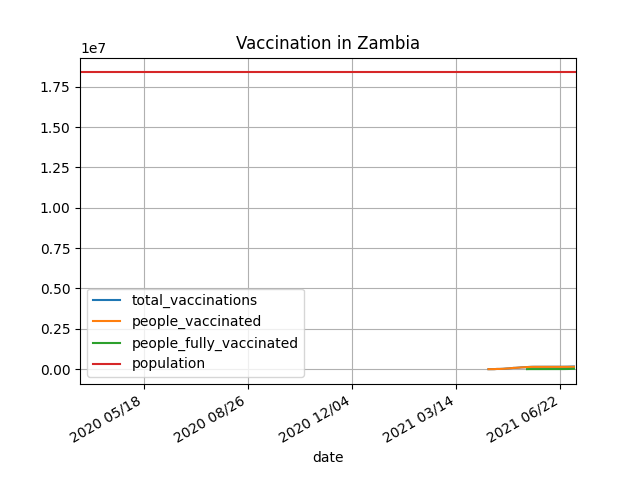 Vaccination in Zambia
1e7
1.75
1.50
1.25
1.00
0.75
0.50
0.25
0.00
total_vaccinations
people_vaccinated
people_fully_vaccinated
population
2020 05/18
2020 08/26
2020 12/04
2021 03/14
2021 06/22
date